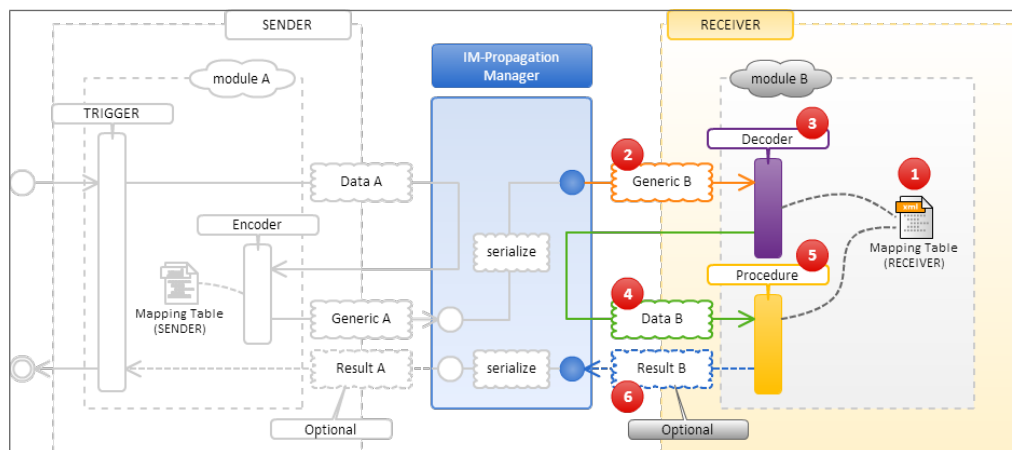 SENDER
RECEIVER
IM-Propagation
Manager
module A
module B
TRIGGER
3
Decoder
2
1
Data A
Generic B
xml
Encoder
serialize
Mapping Table
(RECEIVER)
5
Procedure
Mapping Table
(SENDER)
4
Generic A
Data B
Result A
serialize
Result B
6
Optional
Optional